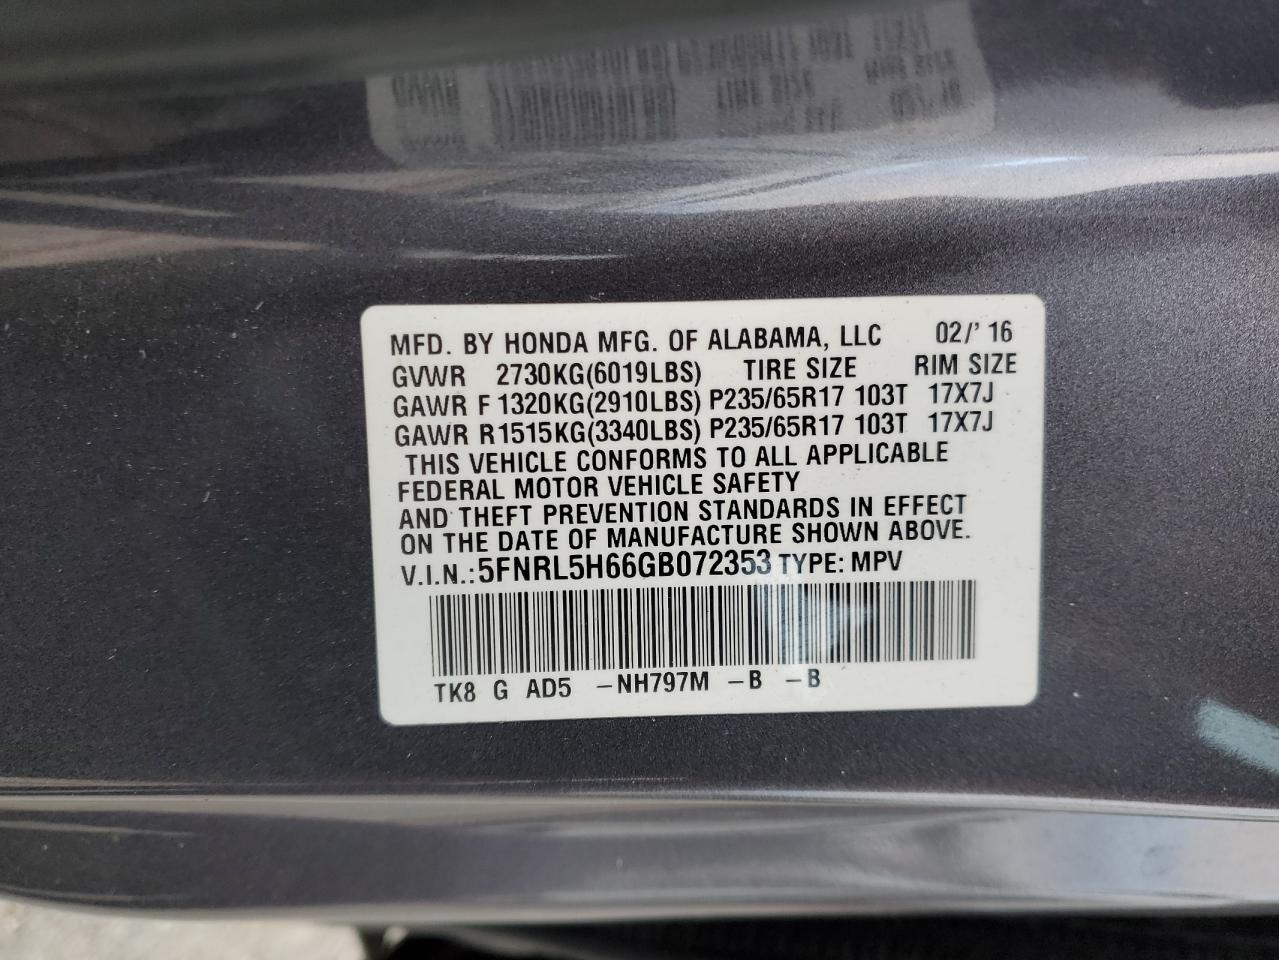 MFD. BY HONDA MFG. OF ALABAMA, LLC 02/'16
GVWR 2730KG(6019LBS) TIRE SIZE RIM SIZE
GAWR F 1320KG(2910LBS) P235/65R17 103T 17X7J
GAWR R1515KG(3340LBS) P235/65R17 103T 17X7J
THIS VEHICLE CONFORMS TO ALL APPLICABLE
FEDERAL MOTOR VEHICLE SAFETY
AND THEFT PREVENTION STANDARDS IN EFFECT
ON THE DATE OF MANUFACTURE SHOWN ABOVE.
V.I.N.:5FNRL5H66GB072353 TYPE: MPV
TK8 G AD5 -NH797M -B -B